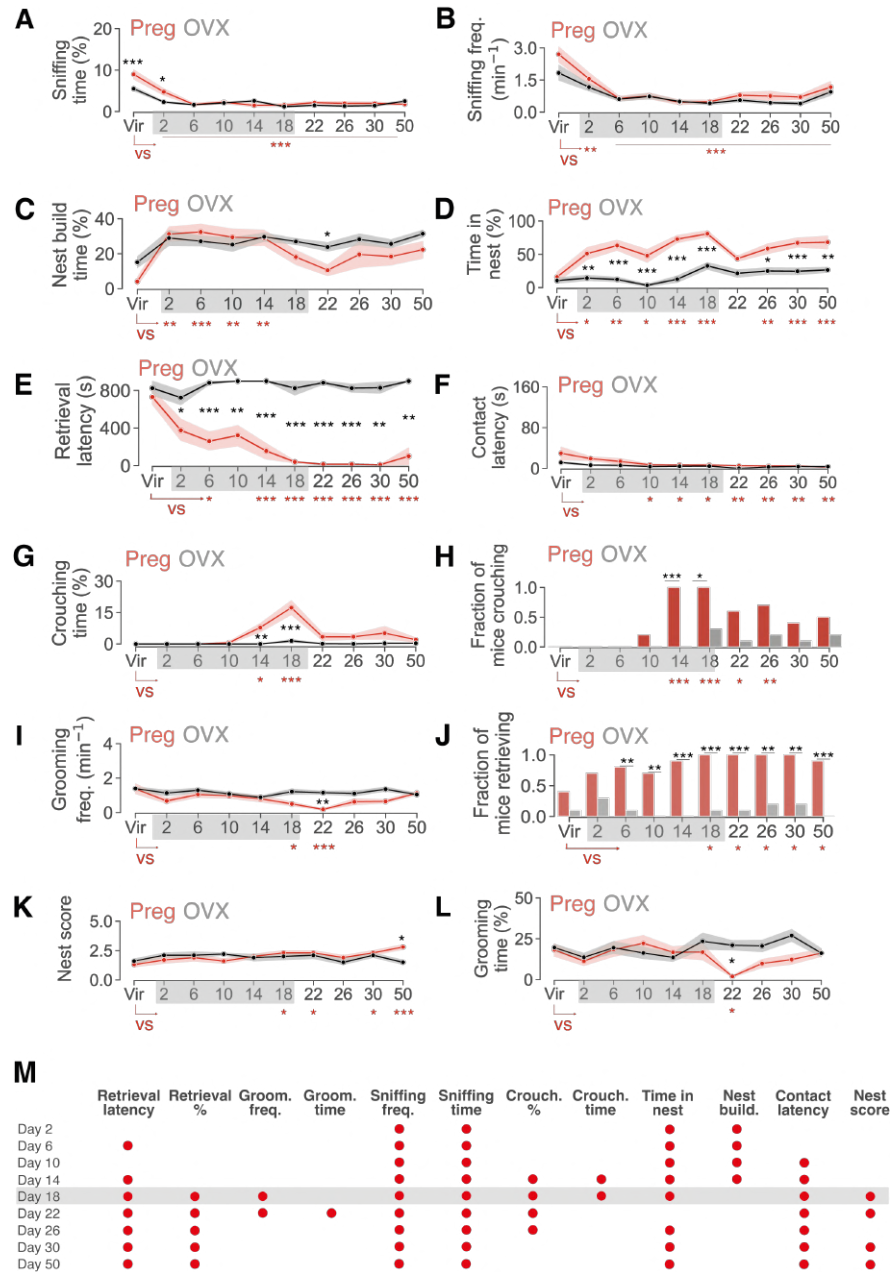 A
Preg OVX
Sniffing
time (%)
20
10
0
***
*
Vir 2 6 10 14 18 22 26 30 50
VS
***
B
Preg OVX
Sniffing freq.
(min⁻¹)
3.0
1.5
0
Vir 2 6 10 14 18 22 26 30 50
VS ** ***
C
Preg OVX
Nest build
time (%)
40
20
0
*
Vir 2 6 10 14 18 22 26 30 50
VS ** *** ** **
D
Preg OVX
Time in
nest (%)
100
50
0
** *** *** *** *** * *** **
Vir 2 6 10 14 18 22 26 30 50
VS * ** * *** *** ** *** ***
E
Preg OVX
Retrieval
latency (s)
800
400
0
* *** ** *** *** *** *** ** **
Vir 2 6 10 14 18 22 26 30 50
VS * *** *** *** *** *** ***
F
Preg OVX
Contact
latency (s)
160
80
0
Vir 2 6 10 14 18 22 26 30 50
VS * * * ** ** ** **
G
Preg OVX
Crouching
time (%)
30
15
0
** ***
Vir 2 6 10 14 18 22 26 30 50
VS * ***
H
Preg OVX
Fraction of
mice crouching
1.0
0.5
0.0
*** *
Vir 2 6 10 14 18 22 26 30 50
VS *** *** * **
I
Preg OVX
Grooming
freq. (min⁻¹)
4
2
0
**
Vir 2 6 10 14 18 22 26 30 50
VS * ***
J
Preg OVX
Fraction of
mice retrieving
1.0
0.5
0.0
** ** *** *** *** ** ** ***
Vir 2 6 10 14 18 22 26 30 50
VS * * * * *
K
Preg OVX
Nest score
5.0
2.5
0.0
*
Vir 2 6 10 14 18 22 26 30 50
VS * * * ***
L
Preg OVX
Grooming
time (%)
50
25
0
*
Vir 2 6 10 14 18 22 26 30 50
VS *
M
Retrieval latency Retrieval % Groom. freq. Groom. time Sniffing freq. Sniffing time Crouch. % Crouch. time Time in nest Nest build. Contact latency Nest score
Day 2
Day 6
Day 10
Day 14
Day 18
Day 22
Day 26
Day 30
Day 50